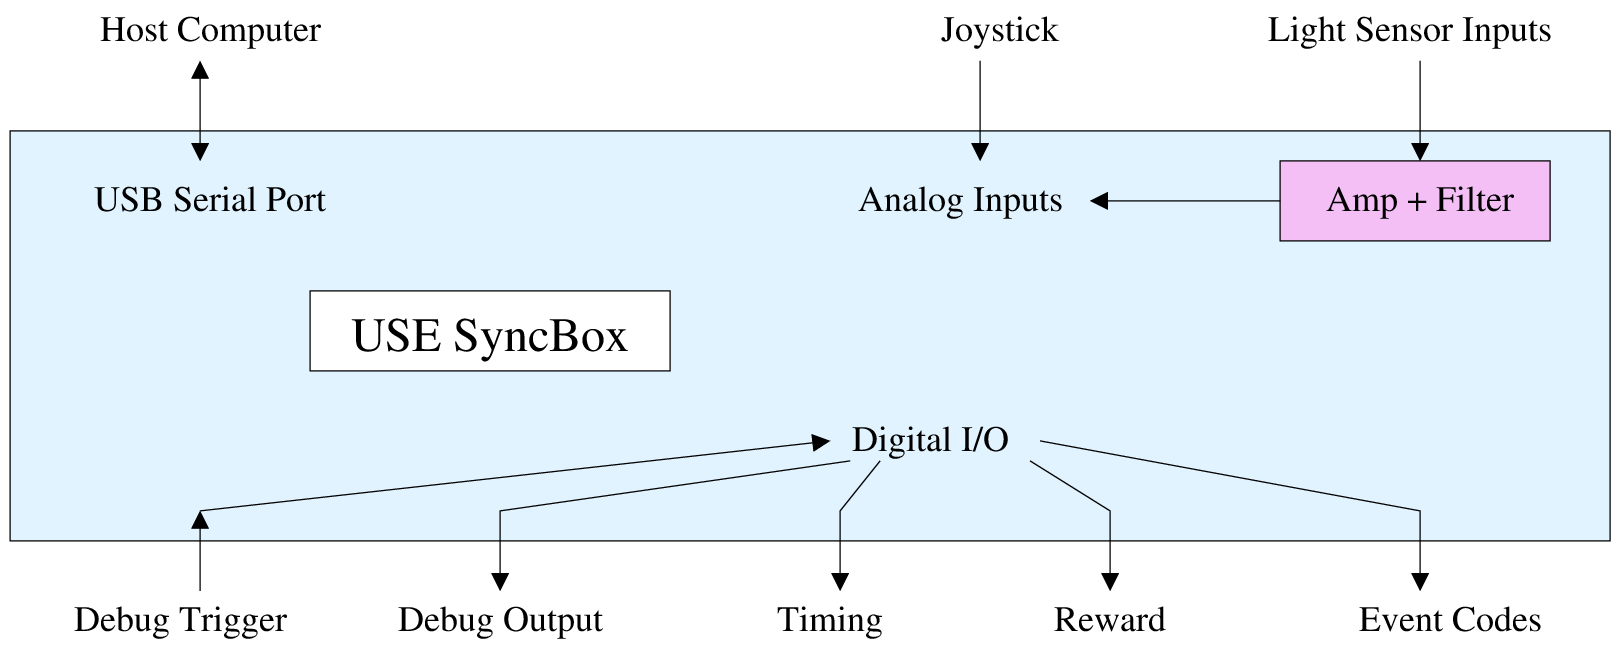 Host Computer
Joystick
Light Sensor Inputs
USB Serial Port
Analog Inputs
Amp + Filter
USE SyncBox
Digital I/O
Debug Trigger
Debug Output
Timing
Reward
Event Codes